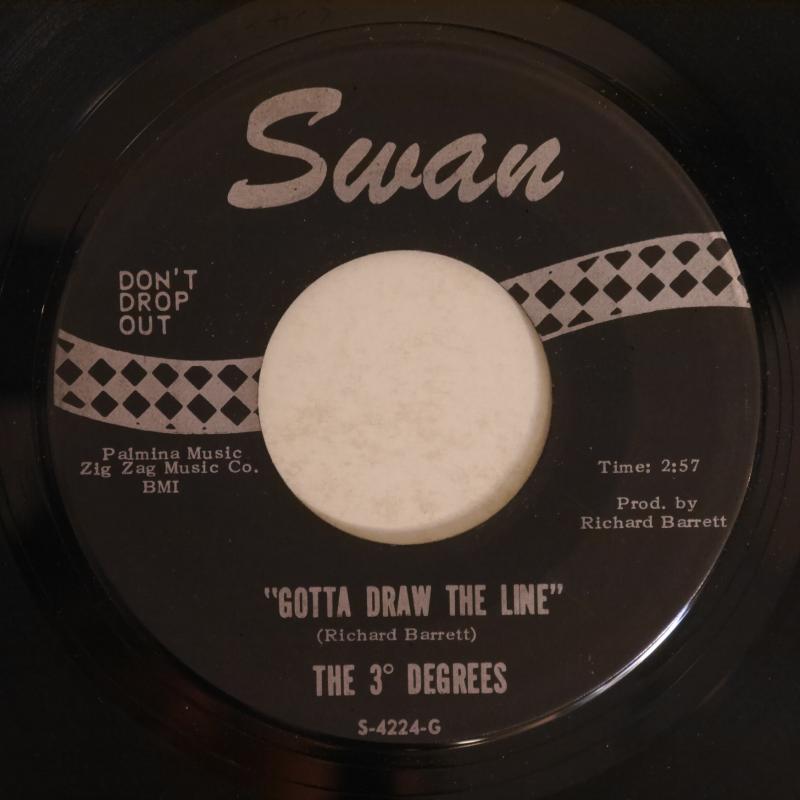 Swan
DON'T
DROP
OUT
Palmina Music
Zig Zag Music Co.
BMI
Time: 2:57
Prod. by
Richard Barrett
"GOTTA DRAW THE LINE"
(Richard Barrett)
THE 3° DEGREES
S-4224-G